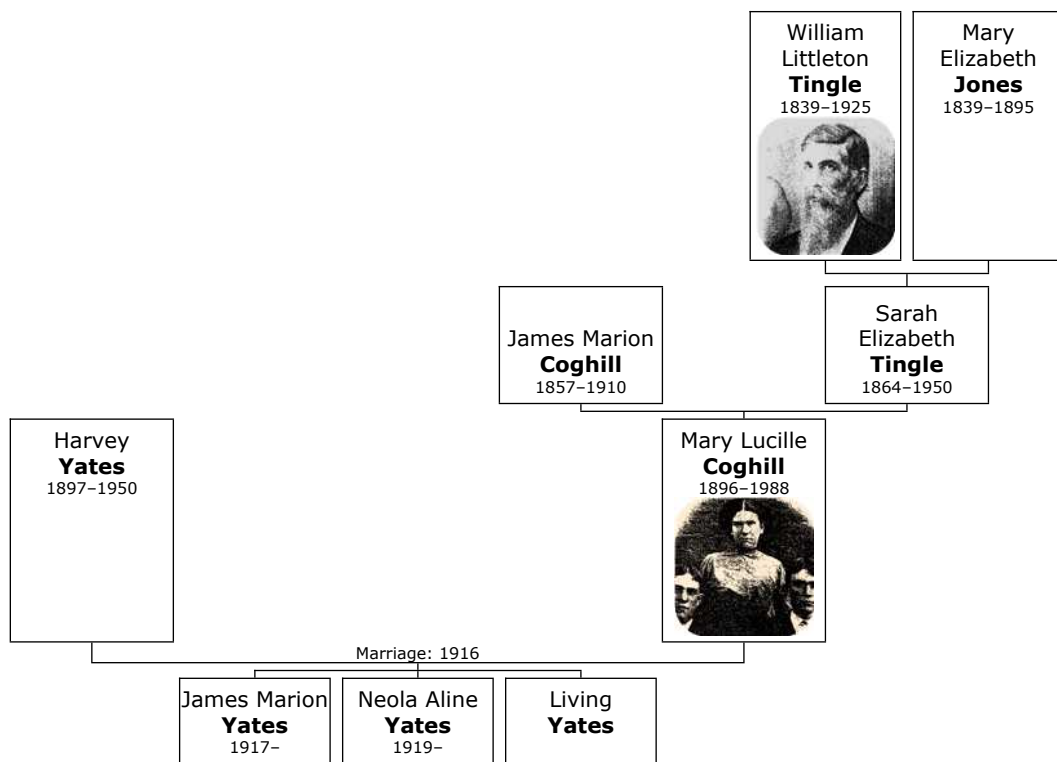 William
Littleton
Tingle
1839–1925
Mary
Elizabeth
Jones
1839–1895
James Marion
Coghill
1857–1910
Sarah
Elizabeth
Tingle
1864–1950
Harvey
Yates
1897–1950
Mary Lucille
Coghill
1896–1988
Marriage: 1916
James Marion
Yates
1917–
Neola Aline
Yates
1919–
Living
Yates